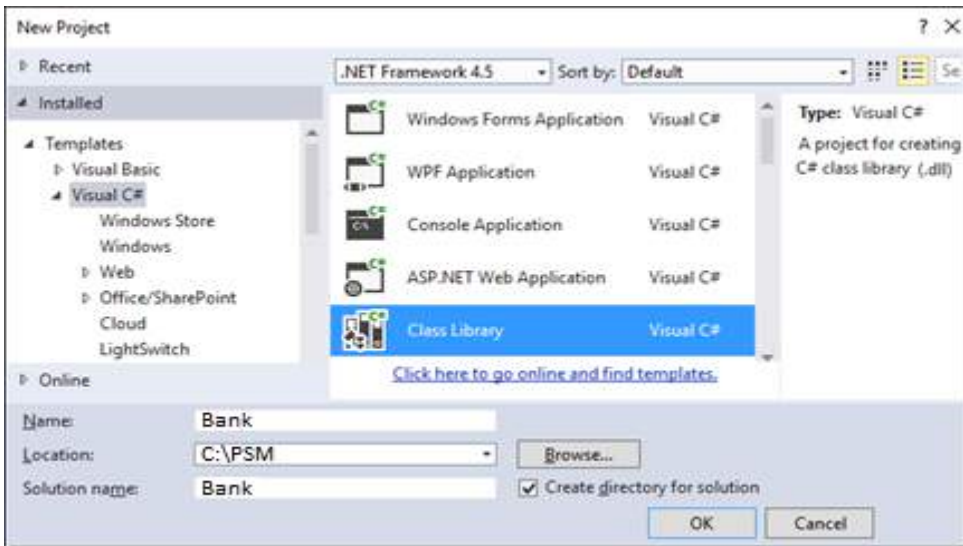 New Project
? ×
Recent
.NET Framework 4.5 Sort by: Default Se
Installed
Templates
Visual Basic
Visual C#
Windows Store
Windows
Web
Office/SharePoint
Cloud
LightSwitch
Online
Windows Forms Application Visual C#
WPF Application Visual C#
Console Application Visual C#
ASP.NET Web Application Visual C#
Class Library Visual C#
Click here to go online and find templates.
Type: Visual C#
A project for creating
C# class library (.dll)
Name: Bank
Location: C:\PSM Browse...
Solution name: Bank Create directory for solution
OK Cancel